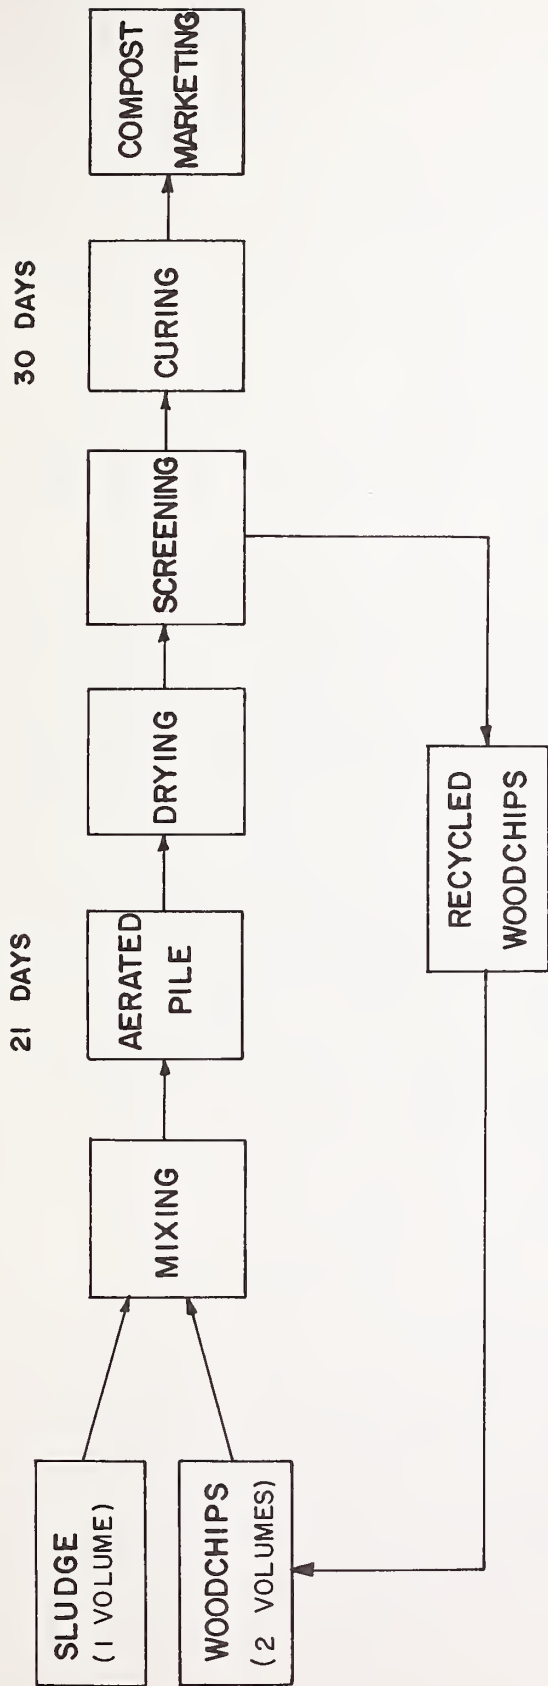 21 DAYS
30 DAYS
SLUDGE
(1 VOLUME)
WOODCHIPS
(2 VOLUMES)
MIXING
AERATED
PILE
DRYING
SCREENING
CURING
COMPOST
MARKETING
RECYCLED
WOODCHIPS